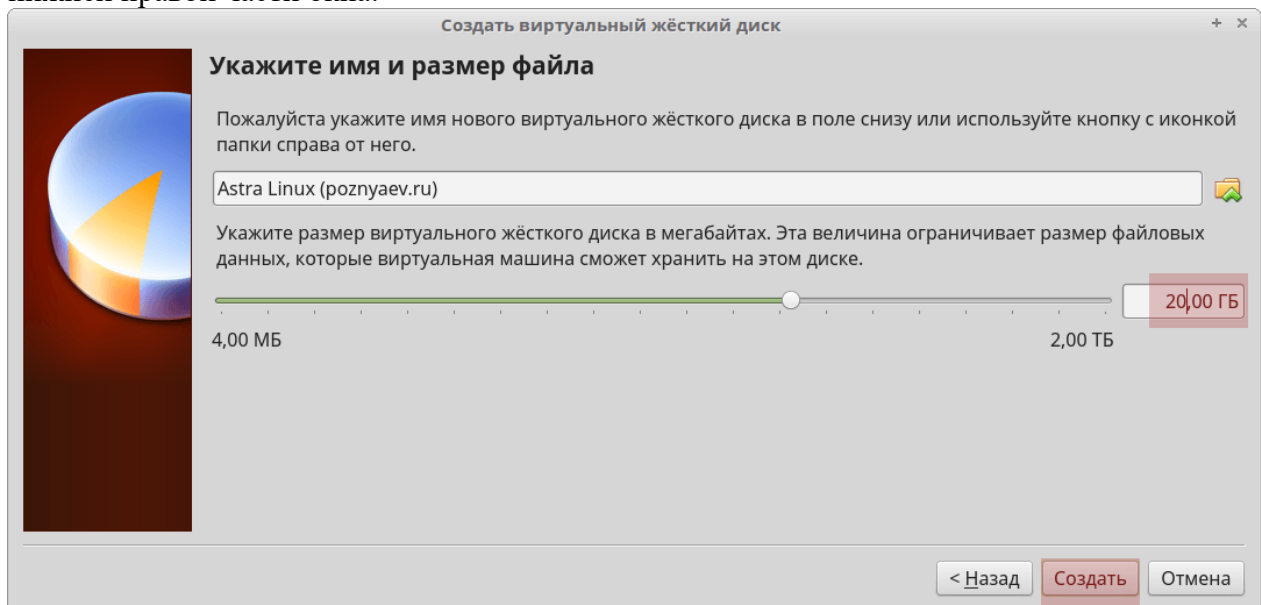 Создать виртуальный жёсткий диск
Укажите имя и размер файла
Пожалуйста укажите имя нового виртуального жёсткого диска в поле снизу или используйте кнопку с иконкой
папки справа от него.
Astra Linux (poznyaev.ru)
Укажите размер виртуального жёсткого диска в мегабайтах. Эта величина ограничивает размер файловых
данных, которые виртуальная машина сможет хранить на этом диске.
20,00 ГБ
4,00 МБ 2,00 ТБ
< Назад Создать Отмена